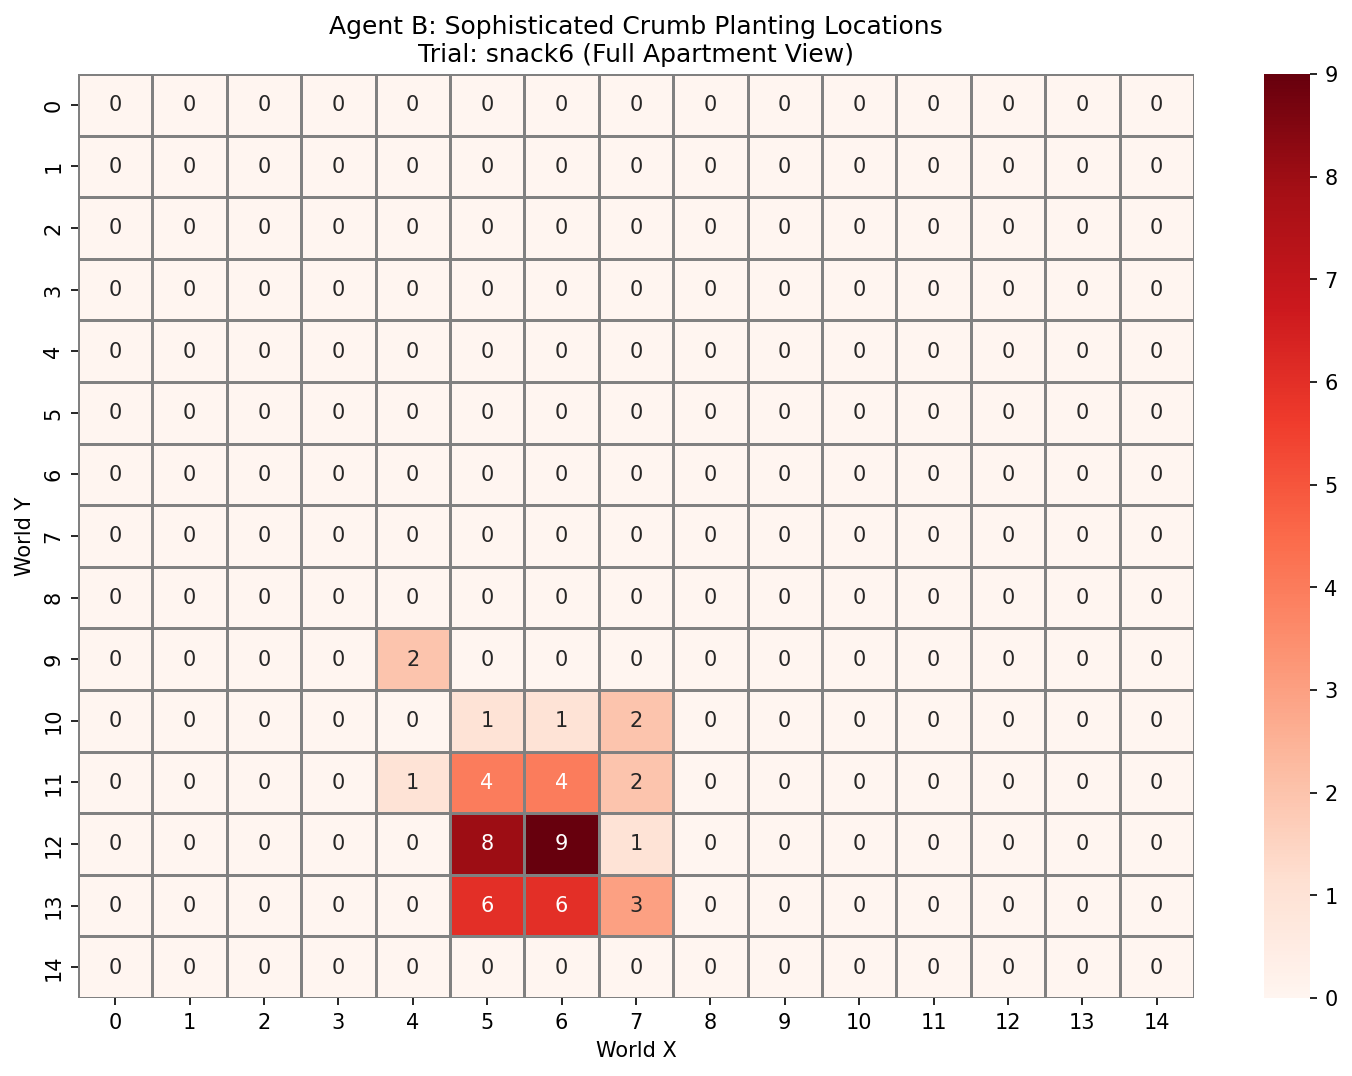 Agent B: Sophisticated Crumb Planting Locations
Trial: snack6 (Full Apartment View)
0 0 0 0 0 0 0 0 0 0 0 0 0 0 0 0
1 0 0 0 0 0 0 0 0 0 0 0 0 0 0 0
2 0 0 0 0 0 0 0 0 0 0 0 0 0 0 0
3 0 0 0 0 0 0 0 0 0 0 0 0 0 0 0
4 0 0 0 0 0 0 0 0 0 0 0 0 0 0 0
5 0 0 0 0 0 0 0 0 0 0 0 0 0 0 0
6 0 0 0 0 0 0 0 0 0 0 0 0 0 0 0
7 0 0 0 0 0 0 0 0 0 0 0 0 0 0 0
8 0 0 0 0 0 0 0 0 0 0 0 0 0 0 0
9 0 0 0 0 2 0 0 0 0 0 0 0 0 0 0
10 0 0 0 0 0 1 1 2 0 0 0 0 0 0 0
11 0 0 0 0 1 4 4 2 0 0 0 0 0 0 0
12 0 0 0 0 0 8 9 1 0 0 0 0 0 0 0
13 0 0 0 0 0 6 6 3 0 0 0 0 0 0 0
14 0 0 0 0 0 0 0 0 0 0 0 0 0 0 0
0 1 2 3 4 5 6 7 8 9 10 11 12 13 14
World X
World Y
9
8
7
6
5
4
3
2
1
0